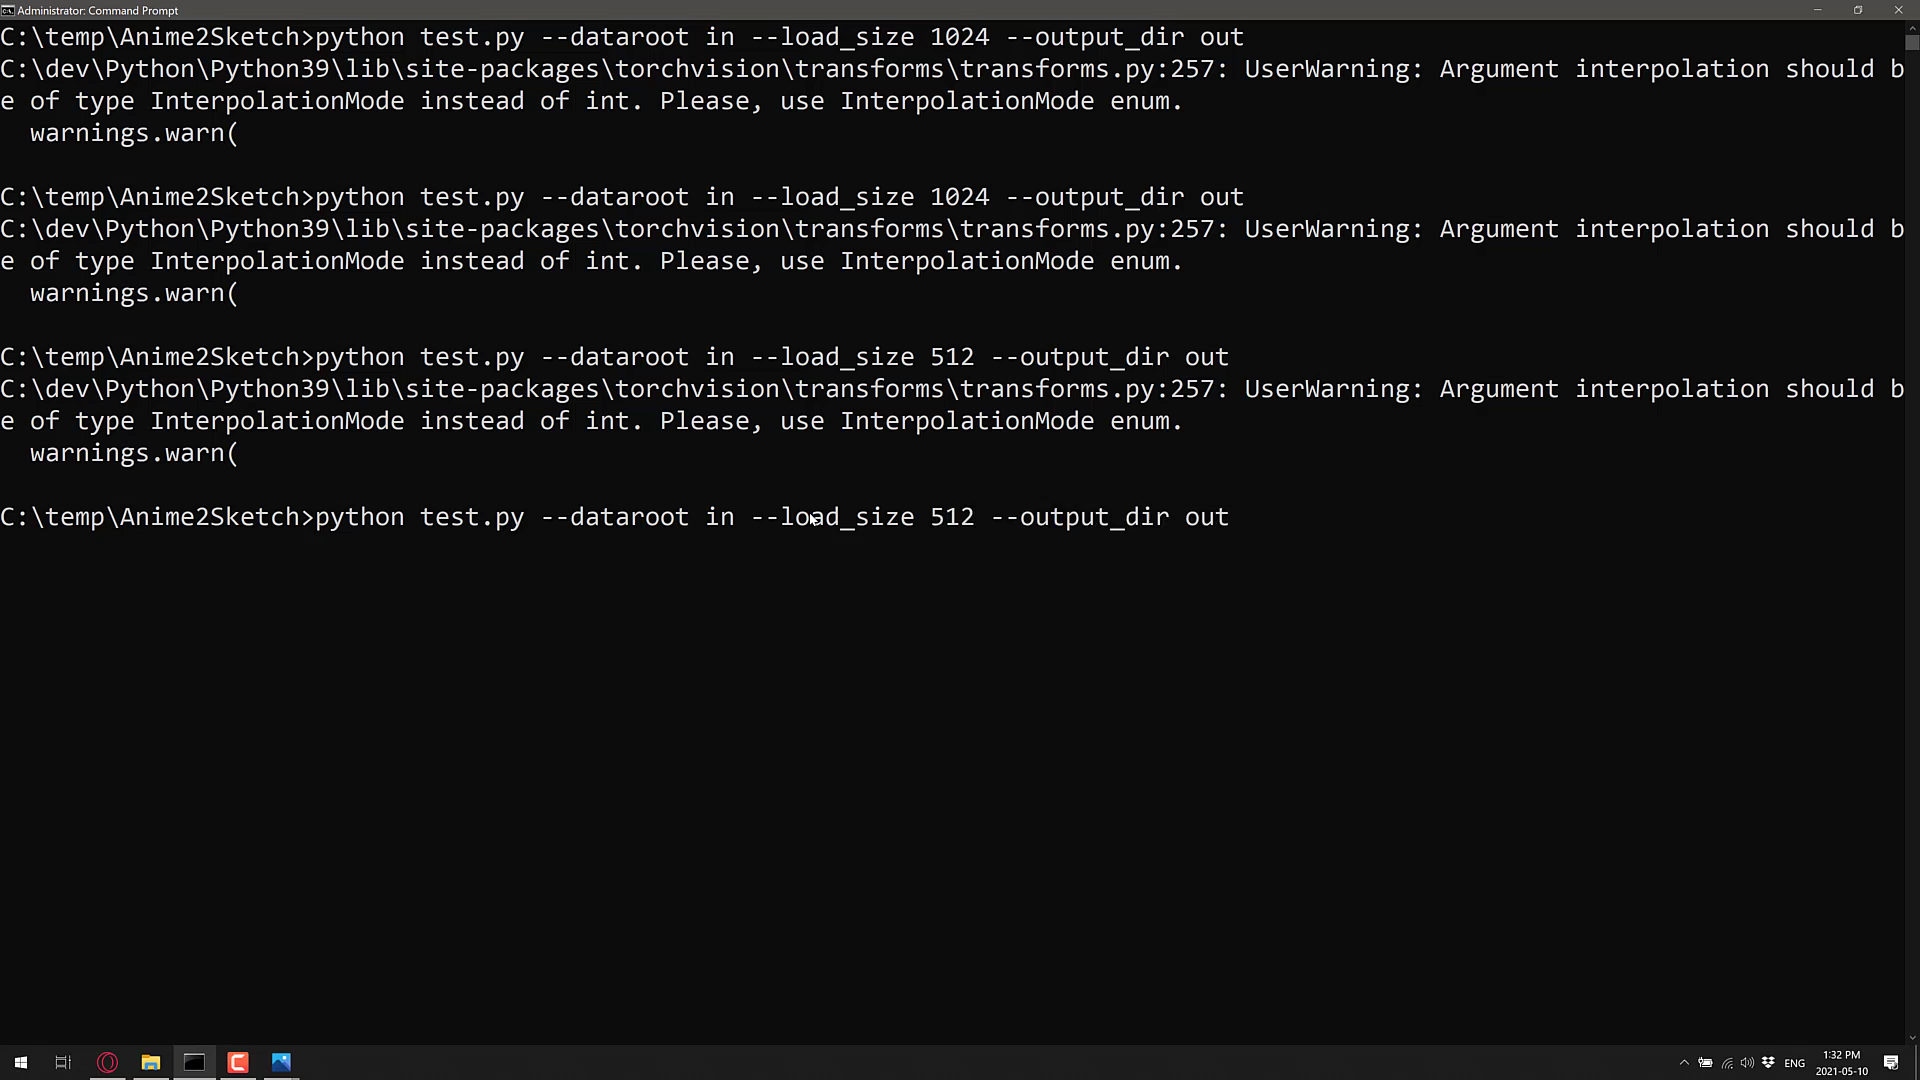 Administrator: Command Prompt
C:\temp\Anime2Sketch>python test.py --dataroot in --load_size 1024 --output_dir out
C:\dev\Python\Python39\lib\site-packages\torchvision\transforms\transforms.py:257: UserWarning: Argument interpolation should b
e of type InterpolationMode instead of int. Please, use InterpolationMode enum.
  warnings.warn(
C:\temp\Anime2Sketch>python test.py --dataroot in --load_size 1024 --output_dir out
C:\dev\Python\Python39\lib\site-packages\torchvision\transforms\transforms.py:257: UserWarning: Argument interpolation should b
e of type InterpolationMode instead of int. Please, use InterpolationMode enum.
  warnings.warn(
C:\temp\Anime2Sketch>python test.py --dataroot in --load_size 512 --output_dir out
C:\dev\Python\Python39\lib\site-packages\torchvision\transforms\transforms.py:257: UserWarning: Argument interpolation should b
e of type InterpolationMode instead of int. Please, use InterpolationMode enum.
  warnings.warn(
C:\temp\Anime2Sketch>python test.py --dataroot in --load_size 512 --output_dir out
ENG
1:32 PM
2021-05-10